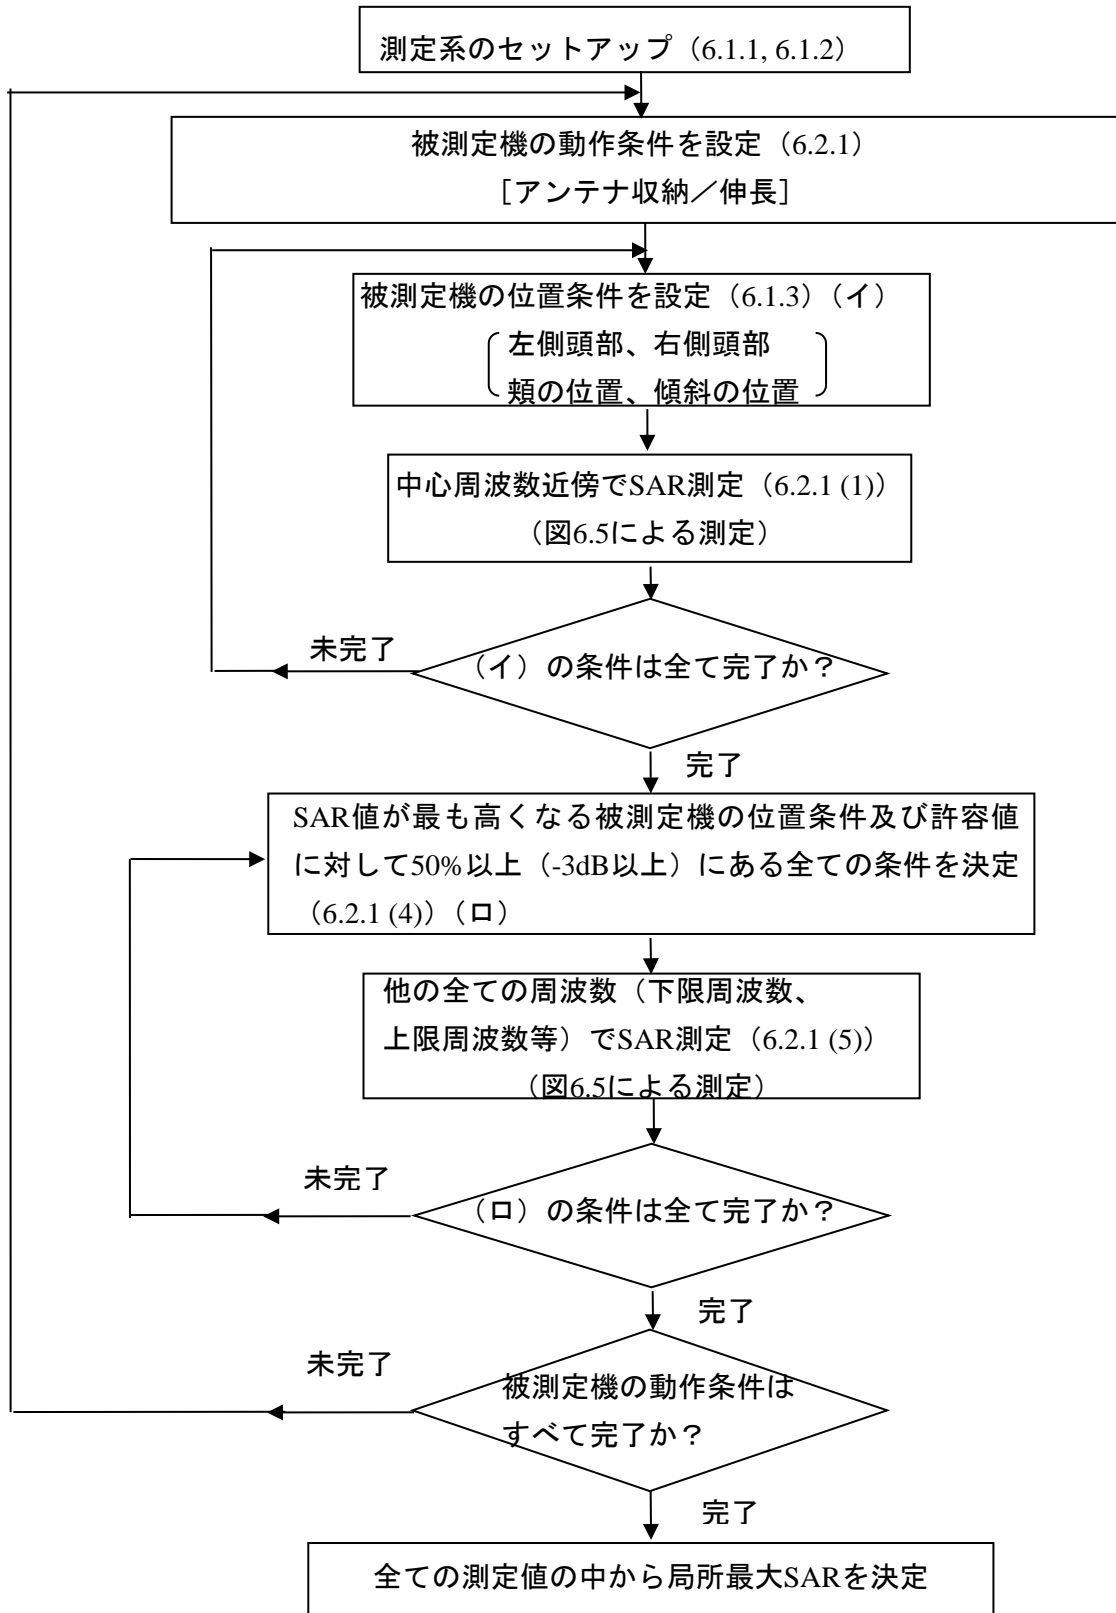 測定系のセットアップ（6.1.1, 6.1.2）
被測定機の動作条件を設定（6.2.1）
［アンテナ収納／伸長］
被測定機の位置条件を設定（6.1.3）（イ）
左側頭部、右側頭部
頬の位置、傾斜の位置
中心周波数近傍でSAR測定（6.2.1 (1)）
（図6.5による測定）
未完了
（イ）の条件は全て完了か？
完了
SAR値が最も高くなる被測定機の位置条件及び許容値
に対して50%以上（-3dB以上）にある全ての条件を決定
（6.2.1 (4)）（ロ）
他の全ての周波数（下限周波数、
上限周波数等）でSAR測定（6.2.1 (5)）
（図6.5による測定）
未完了
（ロ）の条件は全て完了か？
完了
未完了
被測定機の動作条件は
すべて完了か？
完了
全ての測定値の中から局所最大SARを決定